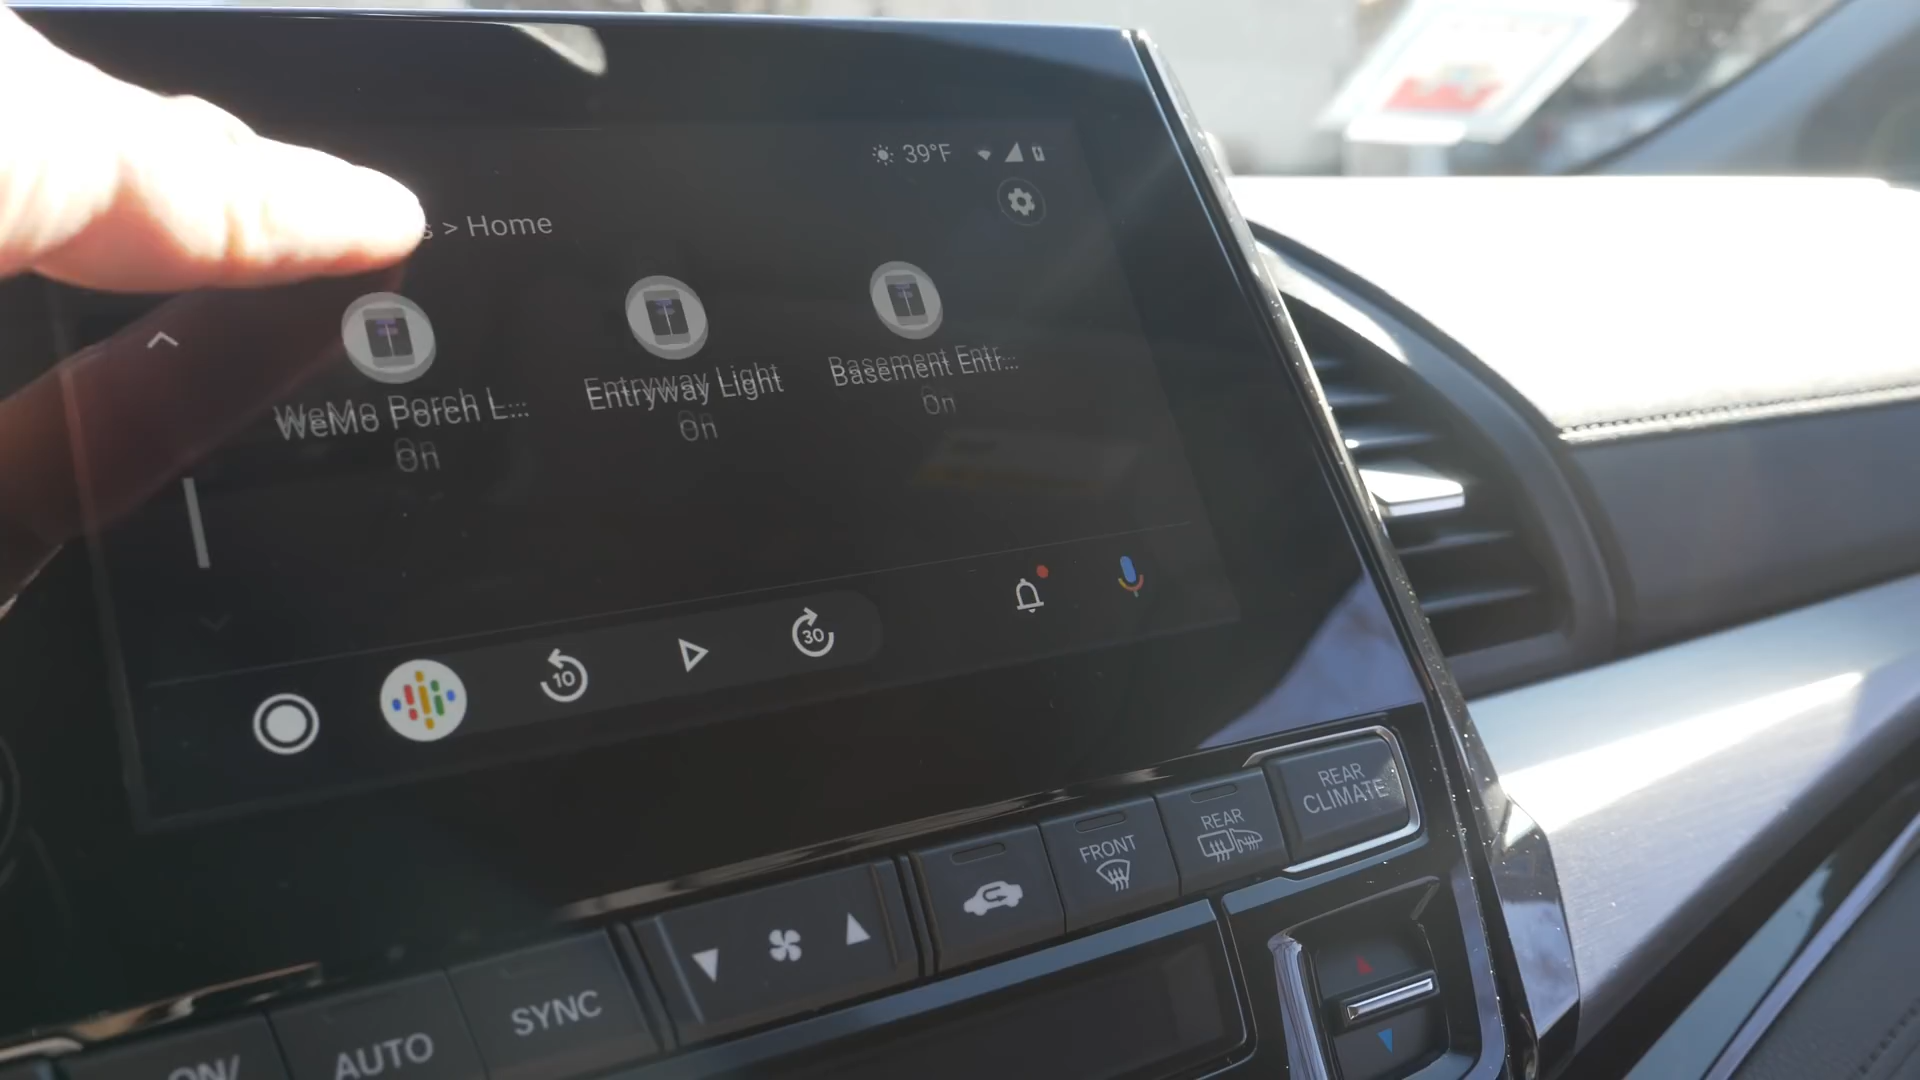 39°F
s > Home
WeMo Porch L...
On
Entryway Light
On
Basement Entr...
On
10
30
REAR
CLIMATE
REAR
FRONT
SYNC
AUTO
ON/